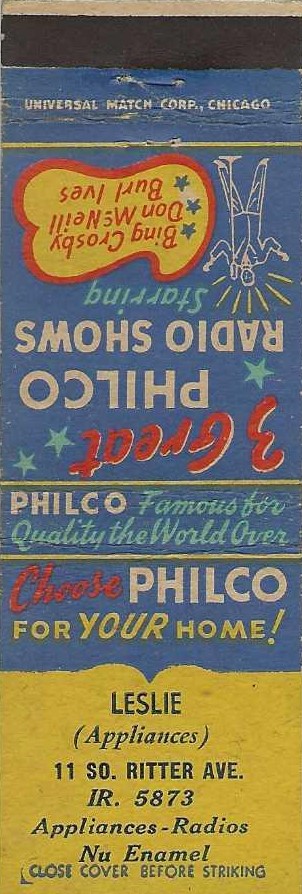 UNIVERSAL MATCH CORP., CHICAGO
3 Great
PHILCO
RADIO SHOWS
Starring
Bing Crosby
Don McNeill
Burl Ives
PHILCO Famous for
Quality the World Over
Choose PHILCO
FOR YOUR HOME!
LESLIE
(Appliances)
11 SO. RITTER AVE.
IR. 5873
Appliances-Radios
Nu Enamel
CLOSE COVER BEFORE STRIKING